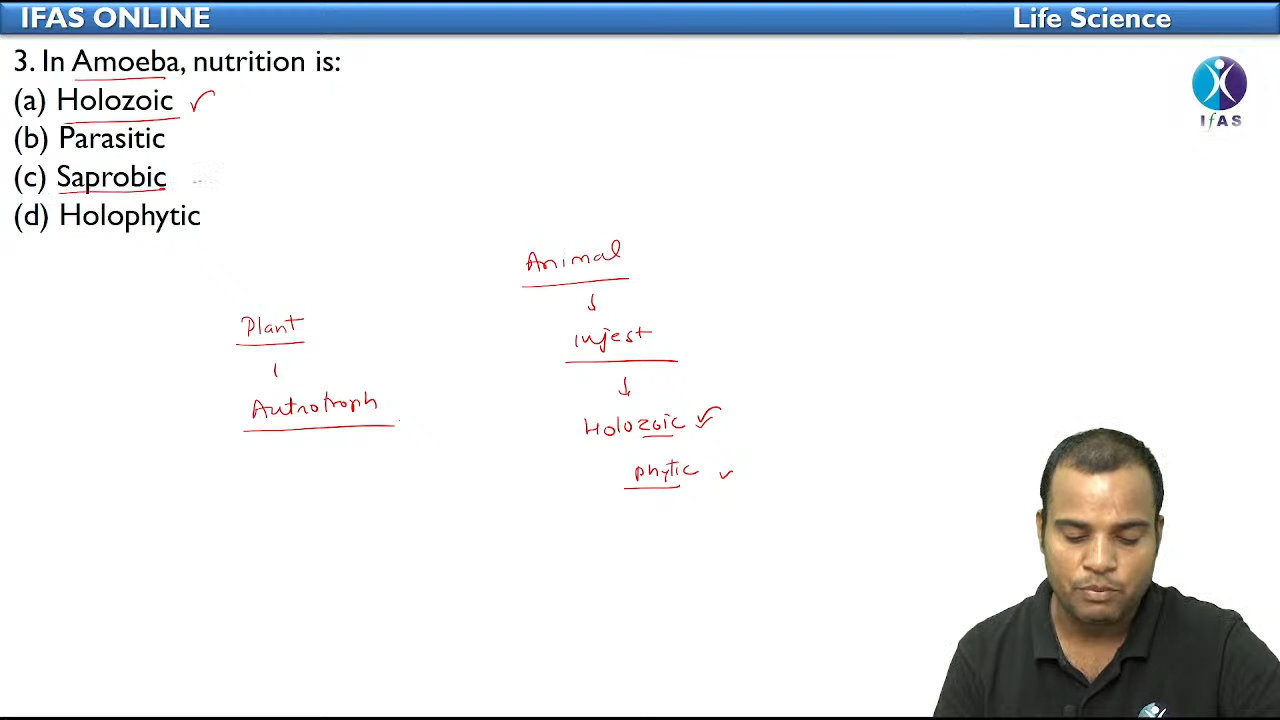 IFAS ONLINE
Life Science
3. In Amoeba, nutrition is:
(a) Holozoic
(b) Parasitic
(c) Saprobic
(d) Holophytic
IfAS
Animal
Injest
Plant
Autrotroph
Holozoic
phytic